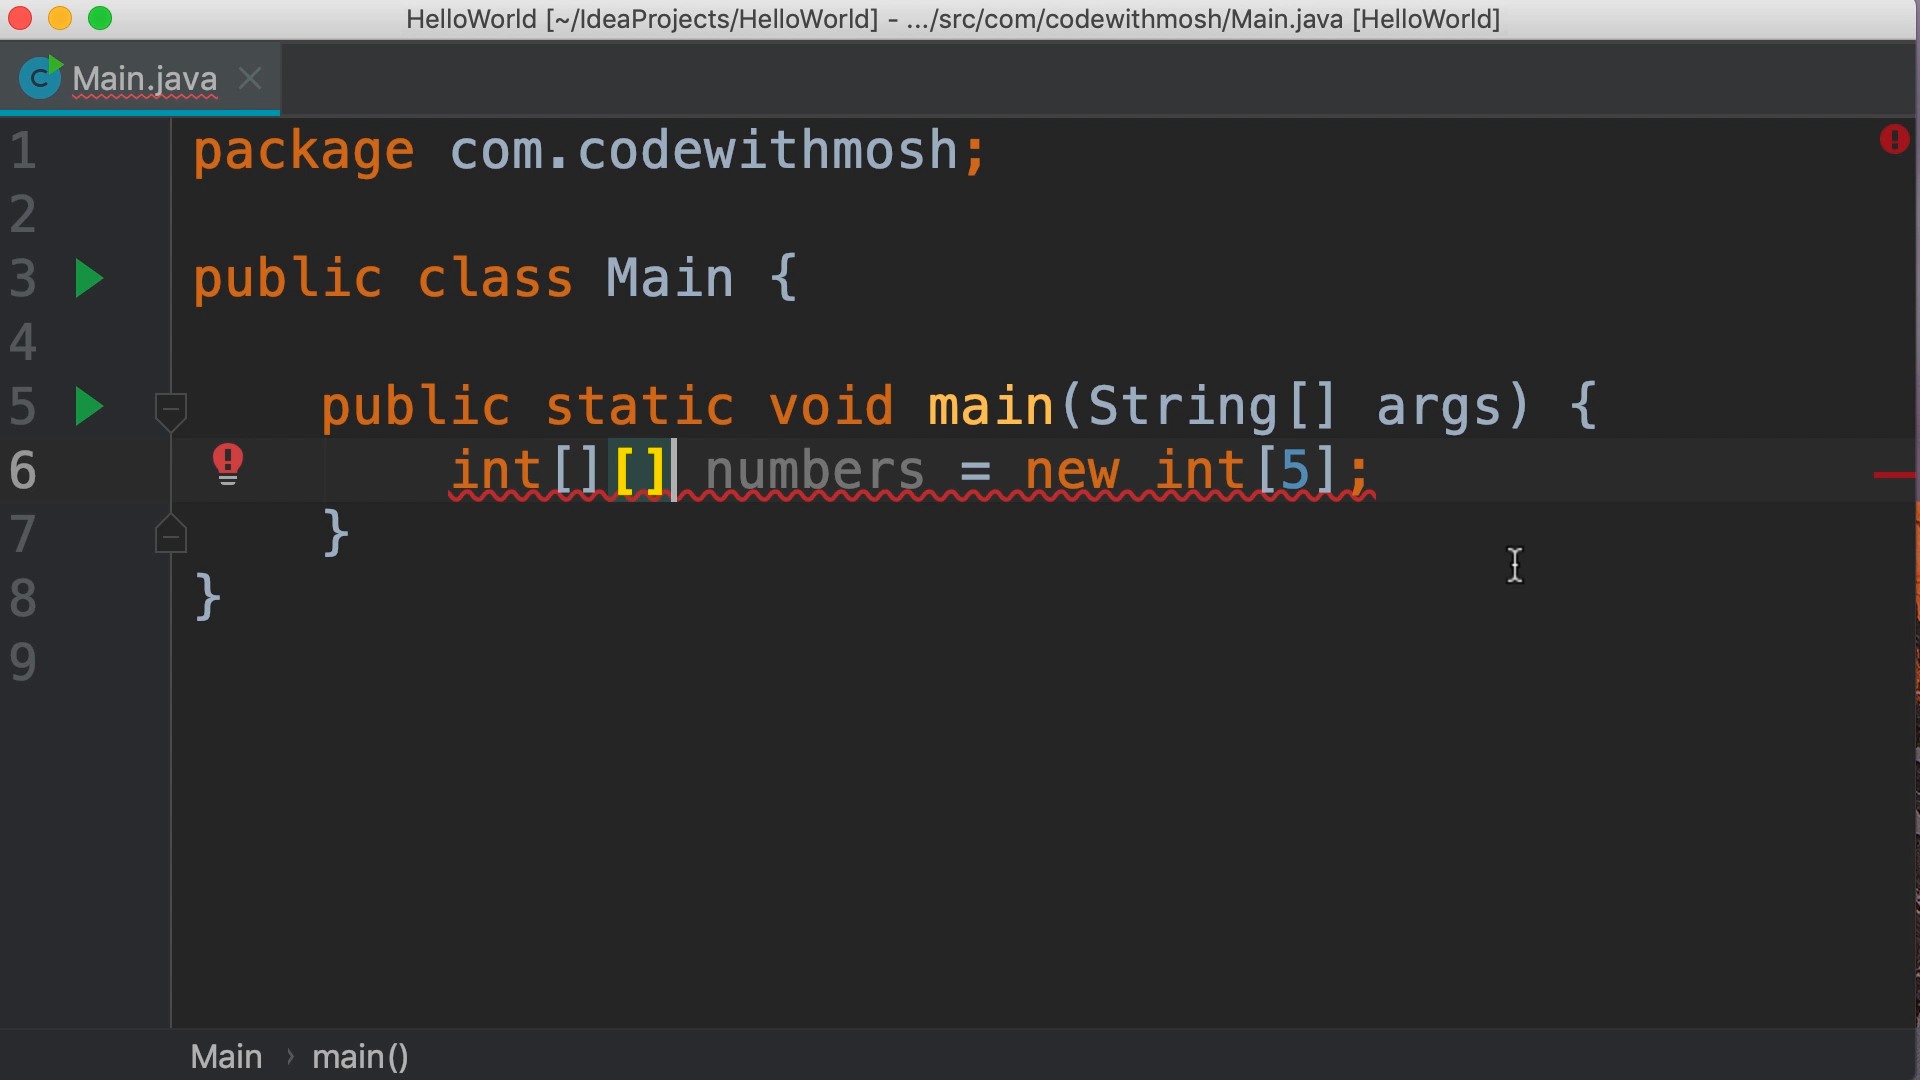 HelloWorld [~/IdeaProjects/HelloWorld] - .../src/com/codewithmosh/Main.java [HelloWorld]
Main.java
1 package com.codewithmosh;
2
3 public class Main {
4
5     public static void main(String[] args) {
6         int[][] numbers = new int[5];
7     }
8 }
9
Main › main()